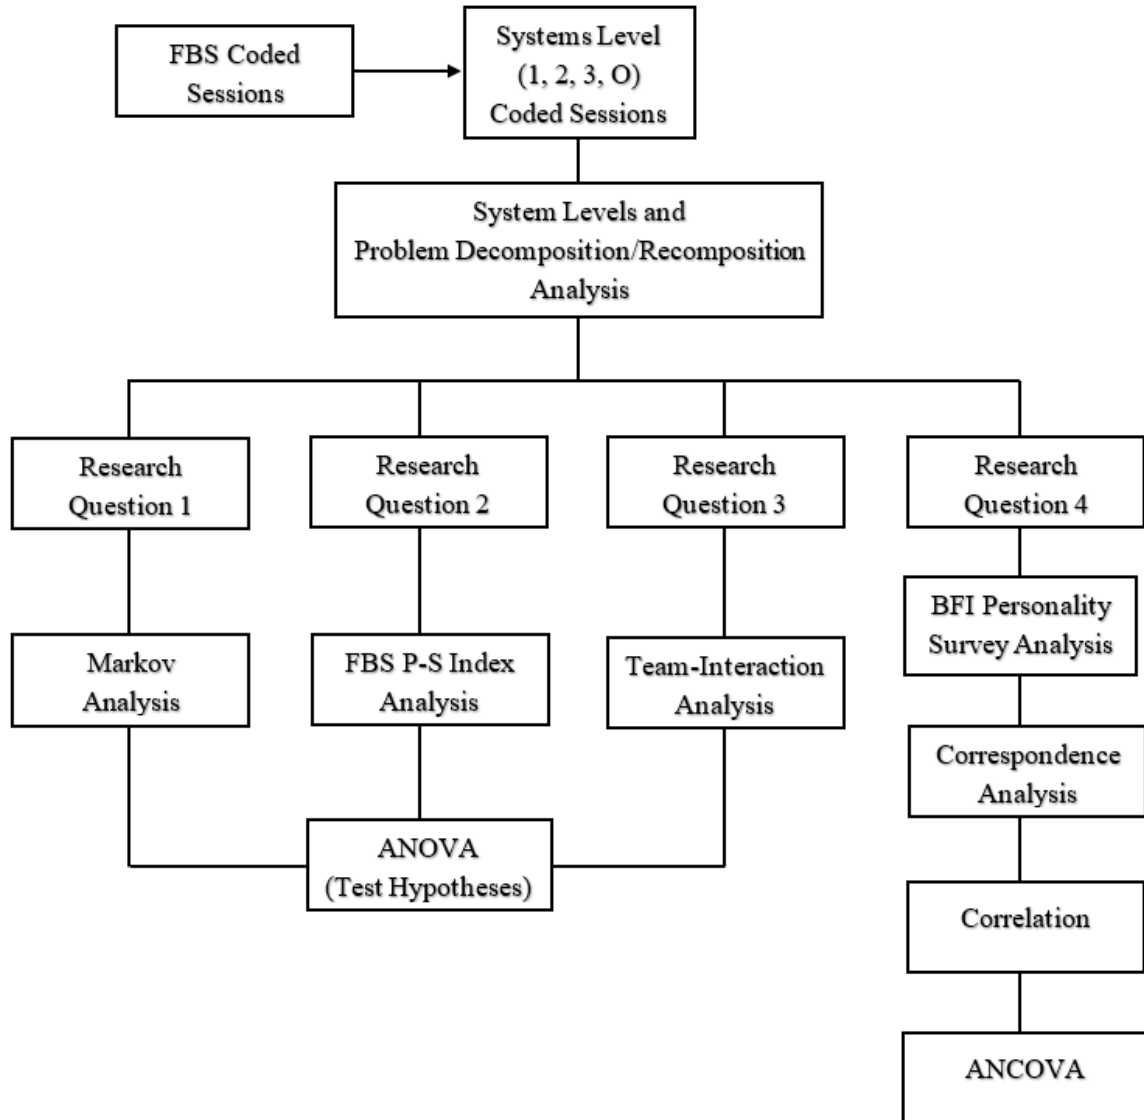 FBS Coded
Sessions
Systems Level
(1, 2, 3, O)
Coded Sessions
System Levels and
Problem Decomposition/Recomposition
Analysis
Research
Question 1
Research
Question 2
Research
Question 3
Research
Question 4
Markov
Analysis
FBS P-S Index
Analysis
Team-Interaction
Analysis
BFI Personality
Survey Analysis
Correspondence
Analysis
ANOVA
(Test Hypotheses)
Correlation
ANCOVA